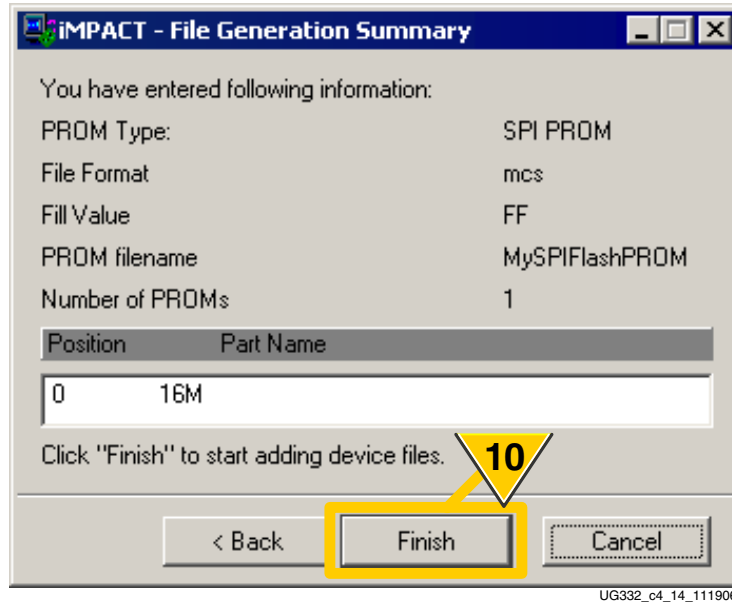 iMPACT - File Generation Summary
You have entered following information:
PROM Type: SPI PROM
File Format mcs
Fill Value FF
PROM filename MySPIFlashPROM
Number of PROMs 1
Position Part Name
0 16M
Click "Finish" to start adding device files.
10
< Back Finish Cancel
UG332_c4_14_111906